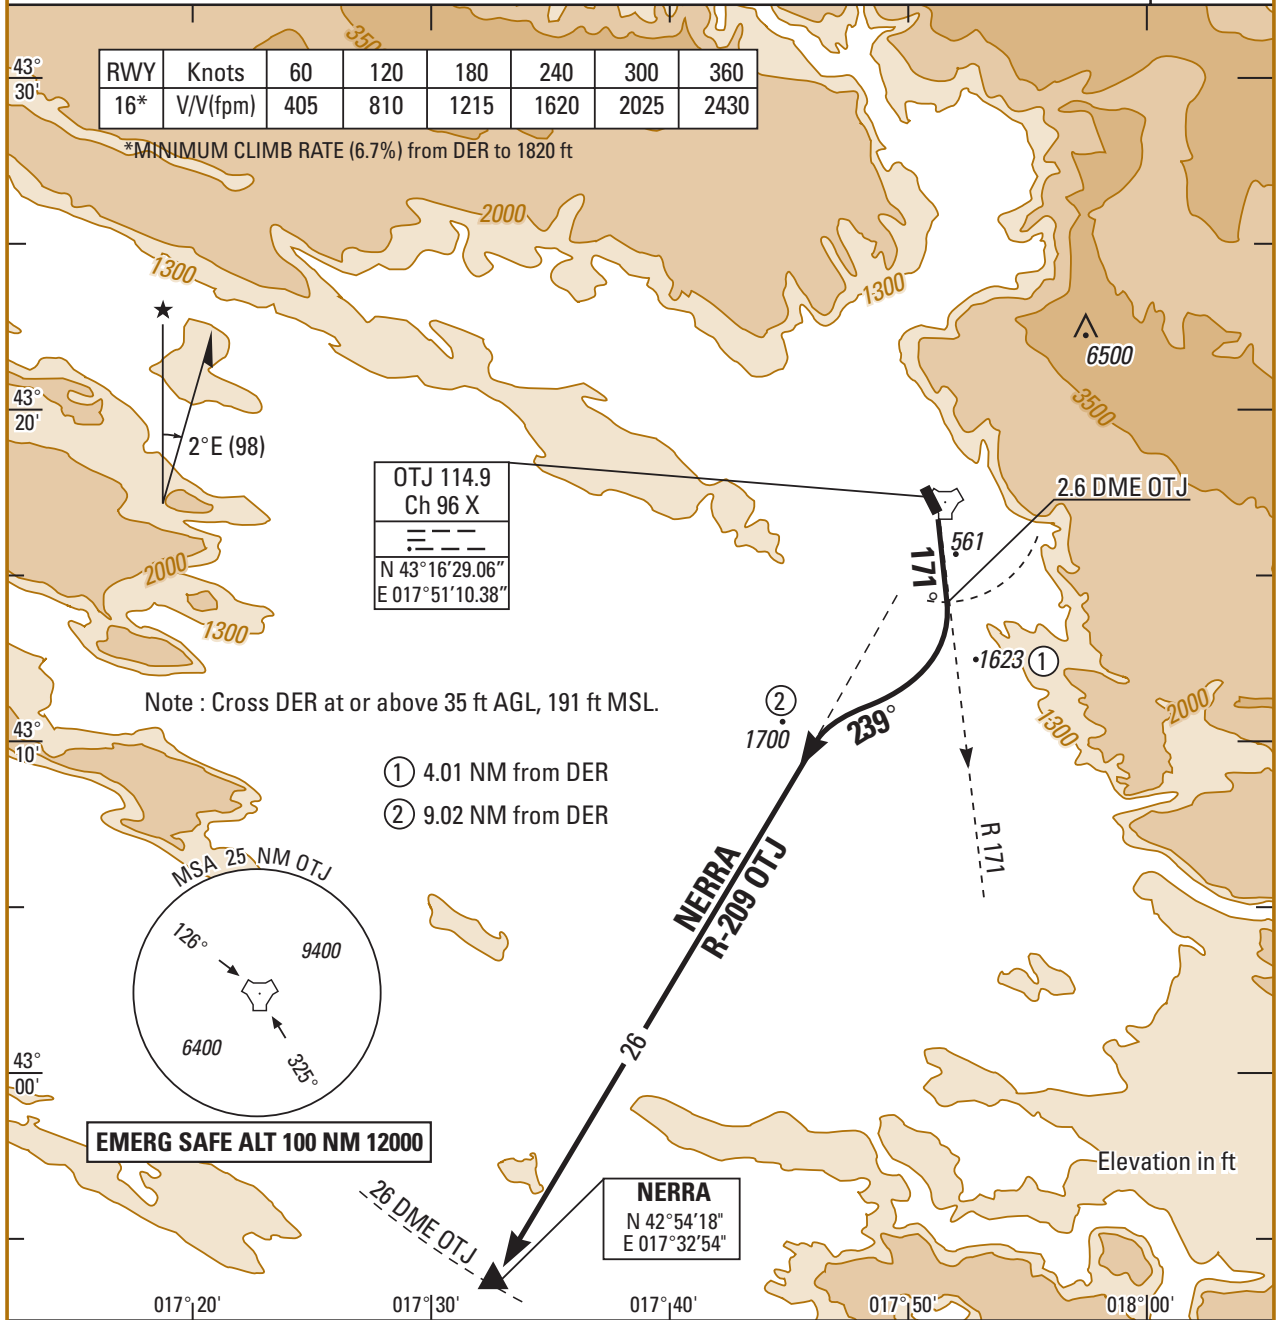 350
43°
30'
RWY Knots 60 120 180 240 300 360
16* V/V(fpm) 405 810 1215 1620 2025 2430
*MINIMUM CLIMB RATE (6.7%) from DER to 1820 ft
2000
1300
1300
6500
3500
43°
20'
2°E (98)
OTJ 114.9
Ch 96 X
N 43°16'29.06"
E 017°51'10.38"
2.6 DME OTJ
561
171°
2000
1300
1623 1
Note : Cross DER at or above 35 ft AGL, 191 ft MSL.
2
1700
239°
1300
2000
43°
10'
1 4.01 NM from DER
2 9.02 NM from DER
R 171
NERRA
R-209 OTJ
MSA 25 NM OTJ
126°
9400
6400
325°
26
43°
00'
EMERG SAFE ALT 100 NM 12000
Elevation in ft
26 DME OTJ
NERRA
N 42°54'18"
E 017°32'54"
017°20' 017°30' 017°40' 017°50' 018°00'